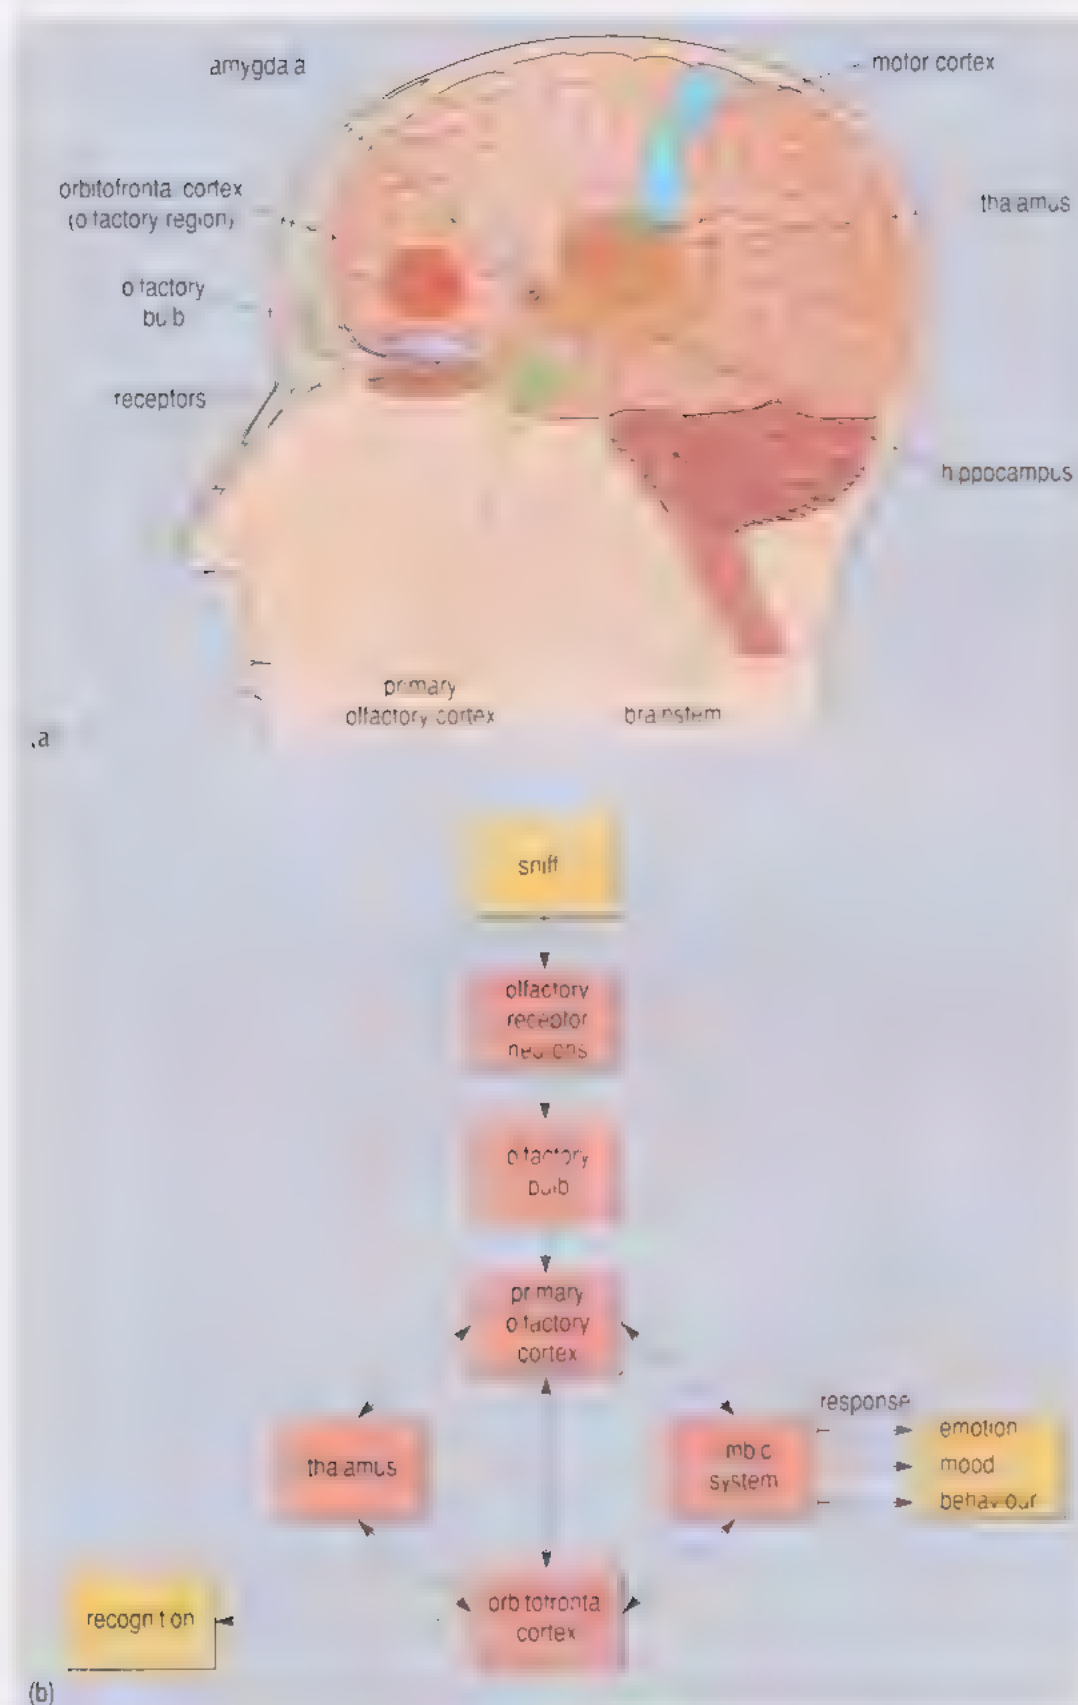 amygdala
motor cortex
orbitofrontal cortex
(olfactory region)
thalamus
olfactory
bulb
receptors
hippocampus
primary
olfactory cortex
brainstem
(a
sniff
olfactory
receptor
neurons
olfactory
bulb
primary
olfactory
cortex
response
thalamus
limbic
system
emotion
mood
behaviour
recognition
orbitofrontal
cortex
(b)